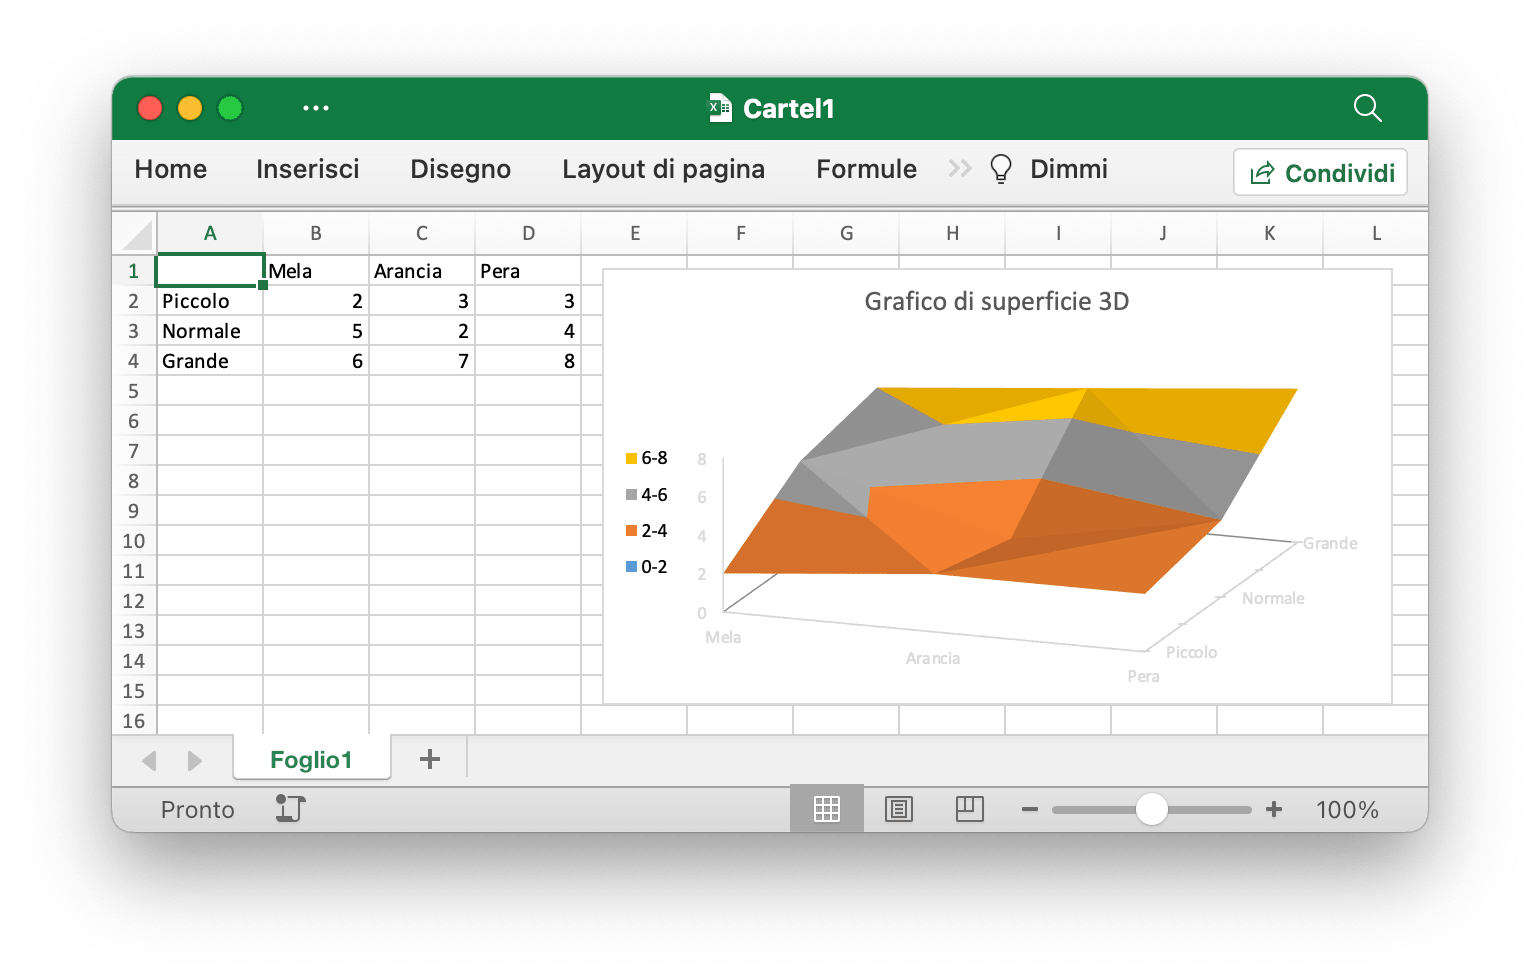 Cartel1
Home Inserisci Disegno Layout di pagina Formule Dimmi Condividi
A B C D E F G H I J K L
1 Mela Arancia Pera
2 Piccolo 2 3 3
3 Normale 5 2 4
4 Grande 6 7 8
5
6
7
8
9
10
11
12
13
14
15
16
Grafico di superficie 3D
6-8
4-6
2-4
0-2
8
6
4
2
0
Mela
Arancia
Pera
Piccolo
Normale
Grande
Foglio1
Pronto 100%